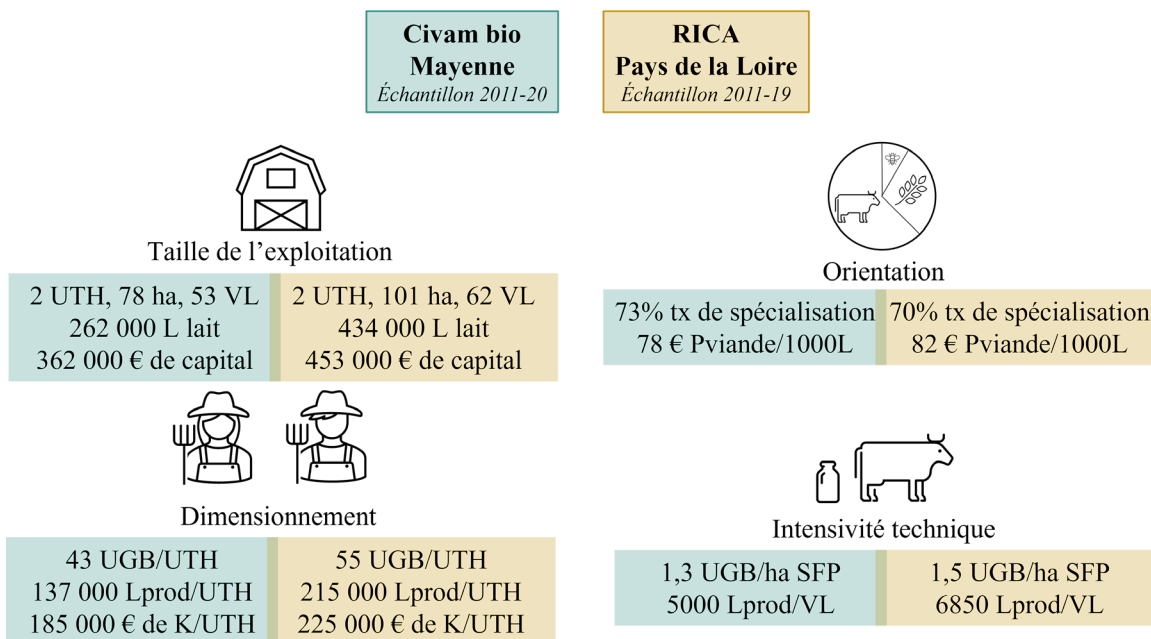 Civam bio
Mayenne
Échantillon 2011-20
RICA
Pays de la Loire
Échantillon 2011-19
Taille de l’exploitation
2 UTH, 78 ha, 53 VL
262 000 L lait
362 000 € de capital
2 UTH, 101 ha, 62 VL
434 000 L lait
453 000 € de capital
Orientation
73% tx de spécialisation
78 € Pviande/1000L
70% tx de spécialisation
82 € Pviande/1000L
Dimensionnement
43 UGB/UTH
137 000 Lprod/UTH
185 000 € de K/UTH
55 UGB/UTH
215 000 Lprod/UTH
225 000 € de K/UTH
Intensivité technique
1,3 UGB/ha SFP
5000 Lprod/VL
1,5 UGB/ha SFP
6850 Lprod/VL